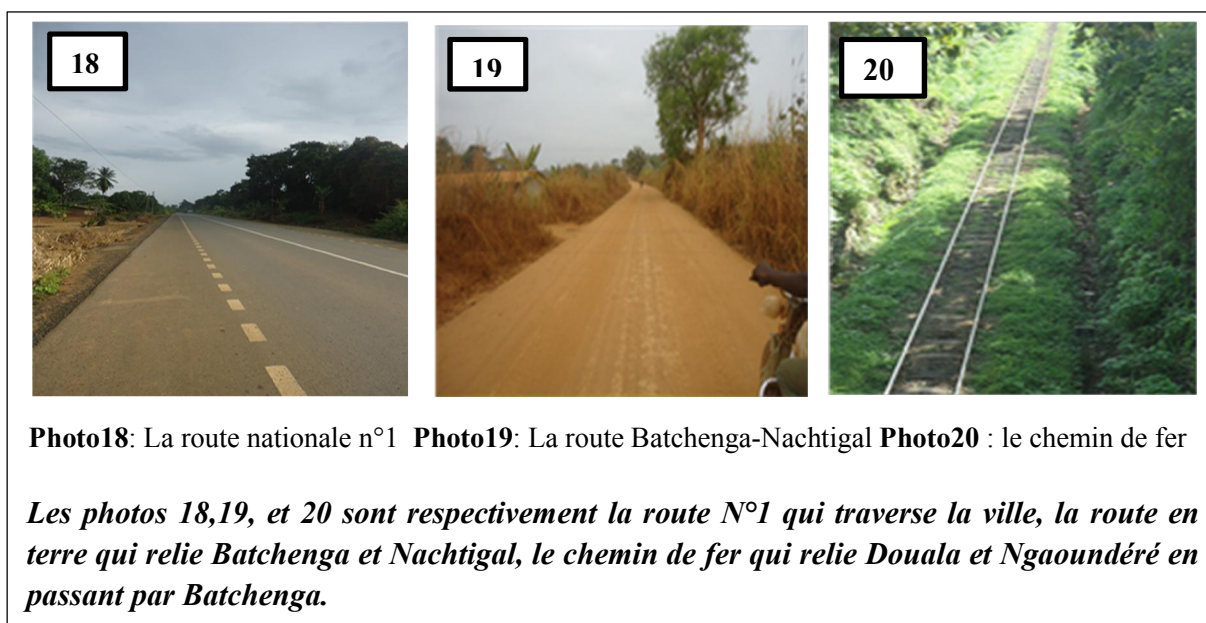 18
19
20
Photo18: La route nationale n°1 Photo19: La route Batchenga-Nachtigal Photo20 : le chemin de fer
Les photos 18,19, et 20 sont respectivement la route N°1 qui traverse la ville, la route en
terre qui relie Batchenga et Nachtigal, le chemin de fer qui relie Douala et Ngaoundéré en
passant par Batchenga.